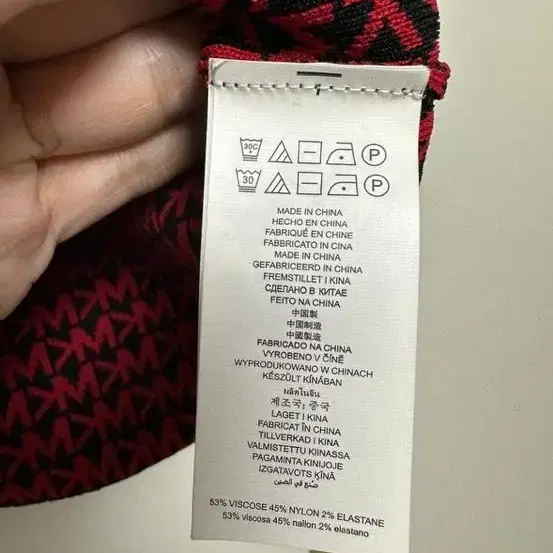 30C
P
30
P
MADE IN CHINA
HECHO EN CHINA
FABRIQUÉ EN CHINE
FABBRICATO IN CINA
MADE IN CHINA
GEFABRICEERD IN CHINA
FREMSTILLET I KINA
СДЕЛАНО В КИТАЕ
FEITO NA CHINA
中国製
中国制造
中國製造
FABRICADO NA CHINA
VYROBENO V ČÍNĚ
WYPRODUKOWANO W CHINACH
KÉSZÜLT KÍNÁBAN
ผลิตในจีน
제조국: 중국
LAGET I KINA
FABRICAT ÎN CHINA
TILLVERKAD I KINA
VALMISTETTU KIINASSA
PAGAMINTA KINIJOJE
IZGATAVOTS ĶĪNĀ
صُنع في الصين
53% VISCOSE 45% NYLON 2% ELASTANE
53% viscosa 45% nailon 2% elastano